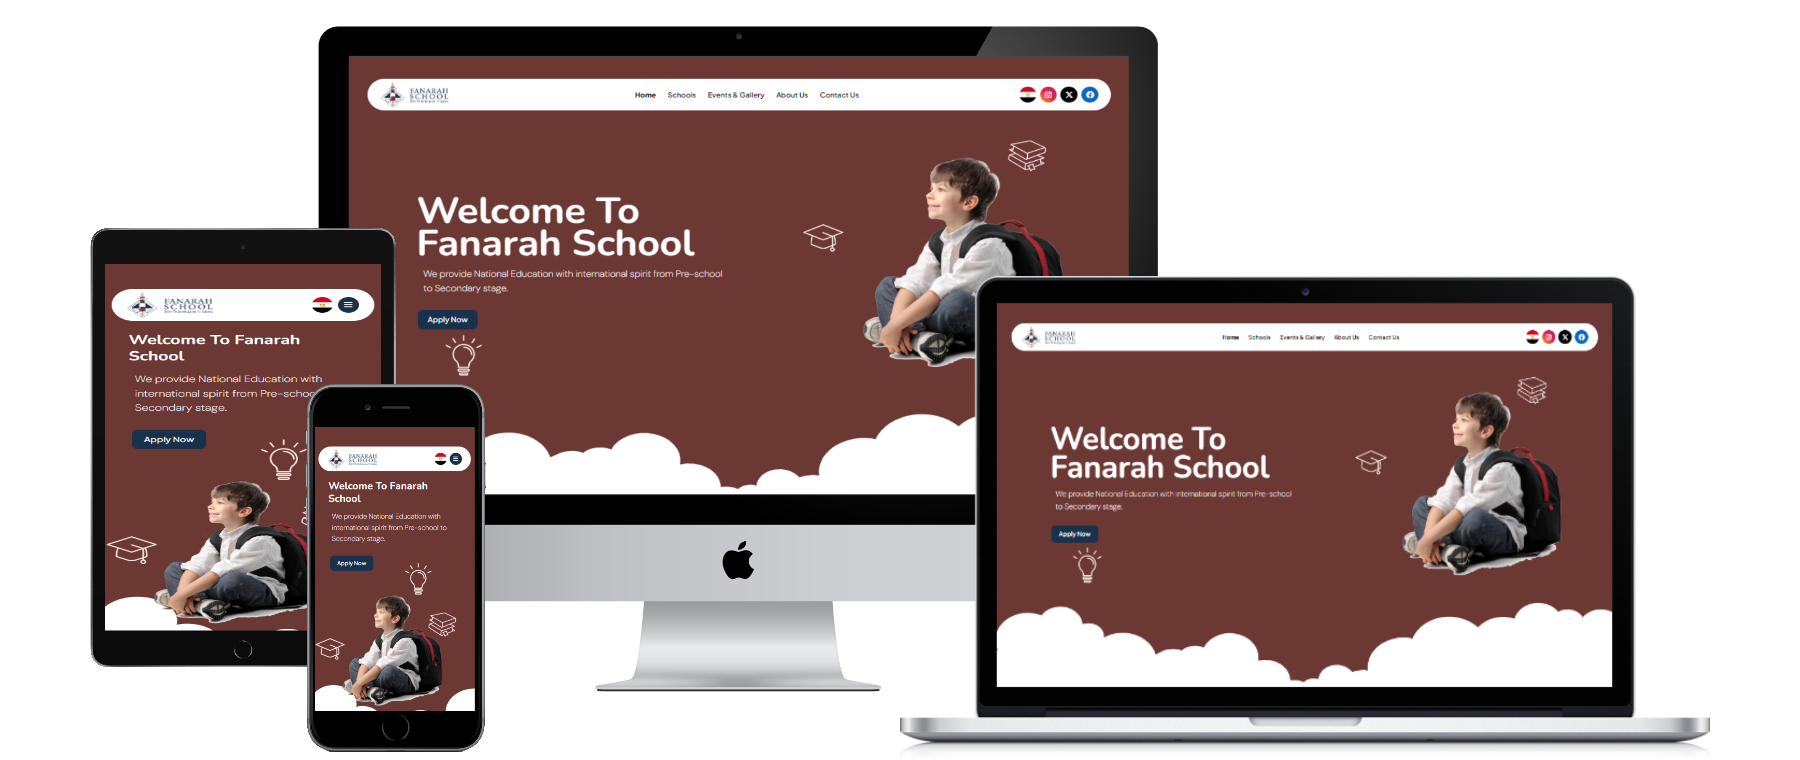 FANARAH
SCHOOL
Home Schools Events & Gallery About Us Contact Us
Welcome To
Fanarah School
We provide National Education with international spirit from Pre-school
to Secondary stage.
Apply Now
FANARAH
SCHOOL
Welcome To Fanarah
School
We provide National Education with
international spirit from Pre-schoo
Secondary stage.
Apply Now
FANARAH
SCHOOL
Welcome To Fanarah
School
We provide National Education with
international spirit from Pre-school to
Secondary stage.
Apply Now
FANARAH
SCHOOL
Home Schools Events & Gallery About Us Contact Us
Welcome To
Fanarah School
We provide National Education with international spirit from Pre-school
to Secondary stage.
Apply Now